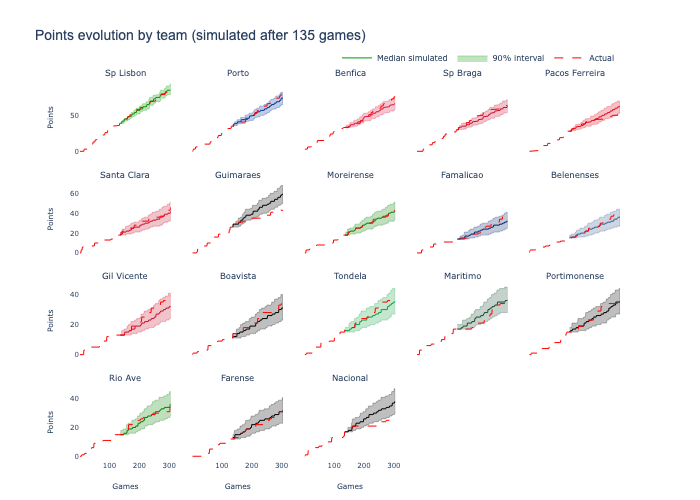 Points evolution by team (simulated after 135 games)
Median simulated 90% interval Actual
Sp Lisbon Porto Benfica Sp Braga Pacos Ferreira
50
0
Points
Santa Clara Guimaraes Moreirense Famalicao Belenenses
60
40
20
0
Points
Gil Vicente Boavista Tondela Maritimo Portimonense
40
20
0
Points
Rio Ave Farense Nacional
40
20
0
Points
100 200 300 100 200 300 100 200 300
Games Games Games